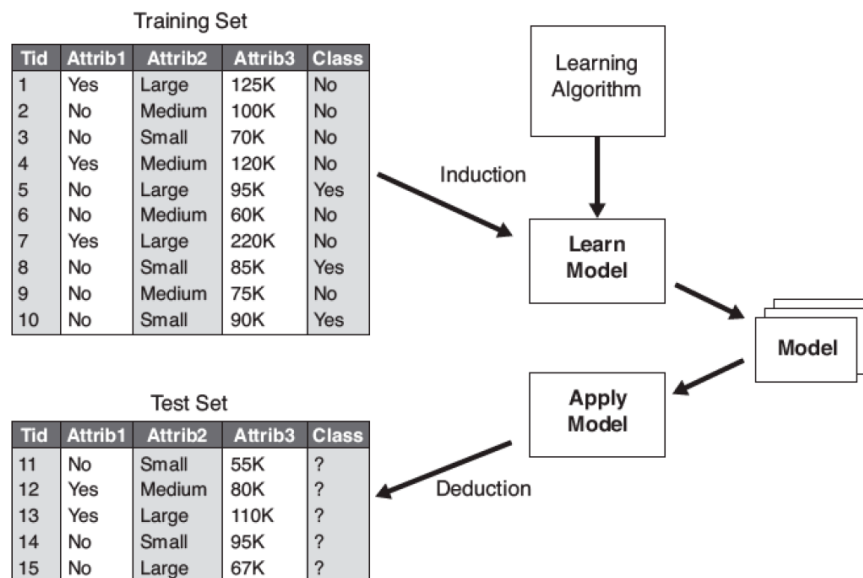 Training Set
Tid Attrib1 Attrib2 Attrib3 Class
1 Yes Large 125K No
2 No Medium 100K No
3 No Small 70K No
4 Yes Medium 120K No
5 No Large 95K Yes
6 No Medium 60K No
7 Yes Large 220K No
8 No Small 85K Yes
9 No Medium 75K No
10 No Small 90K Yes
Learning
Algorithm
Induction
Learn
Model
Model
Apply
Model
Deduction
Test Set
Tid Attrib1 Attrib2 Attrib3 Class
11 No Small 55K ?
12 Yes Medium 80K ?
13 Yes Large 110K ?
14 No Small 95K ?
15 No Large 67K ?